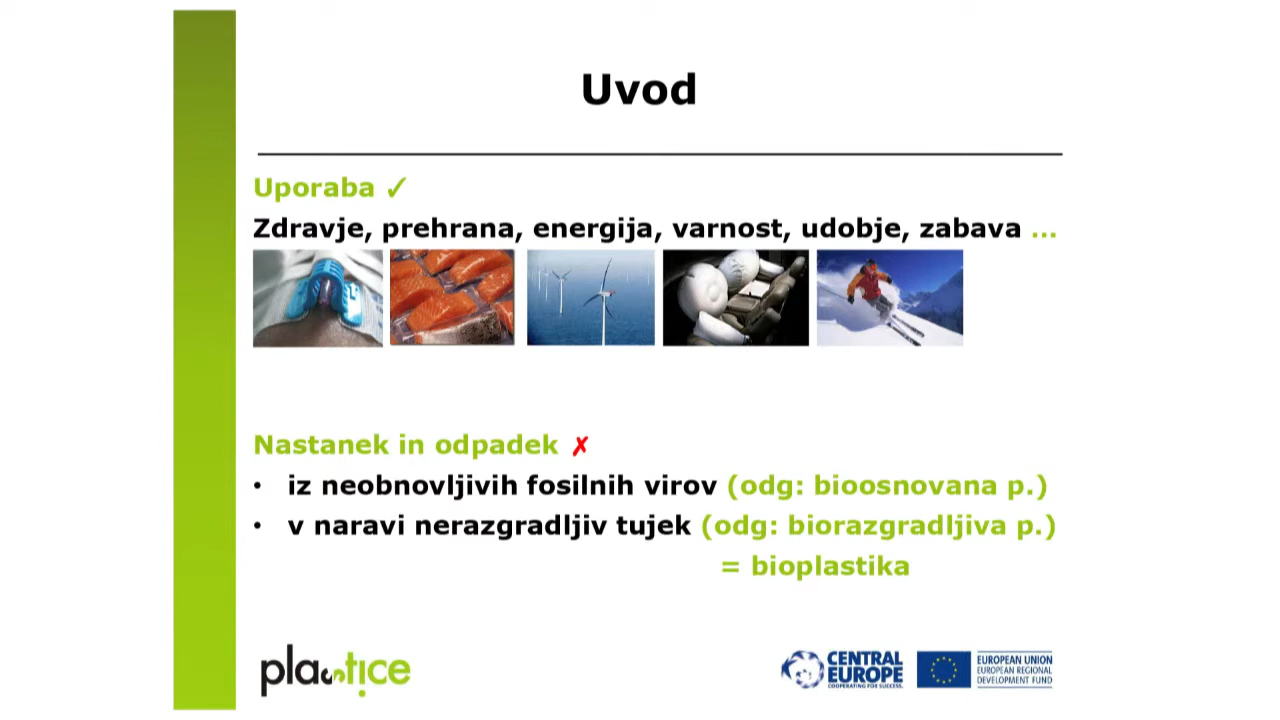 Uvod
Uporaba ✓
Zdravje, prehrana, energija, varnost, udobje, zabava ...
Nastanek in odpadek ✗
• iz neobnovljivih fosilnih virov (odg: bioosnovana p.)
• v naravi nerazgradljiv tujek (odg: biorazgradljiva p.)
= bioplastika
plastice
CENTRAL
EUROPE
COOPERATING FOR SUCCESS.
EUROPEAN UNION
EUROPEAN REGIONAL
DEVELOPMENT FUND